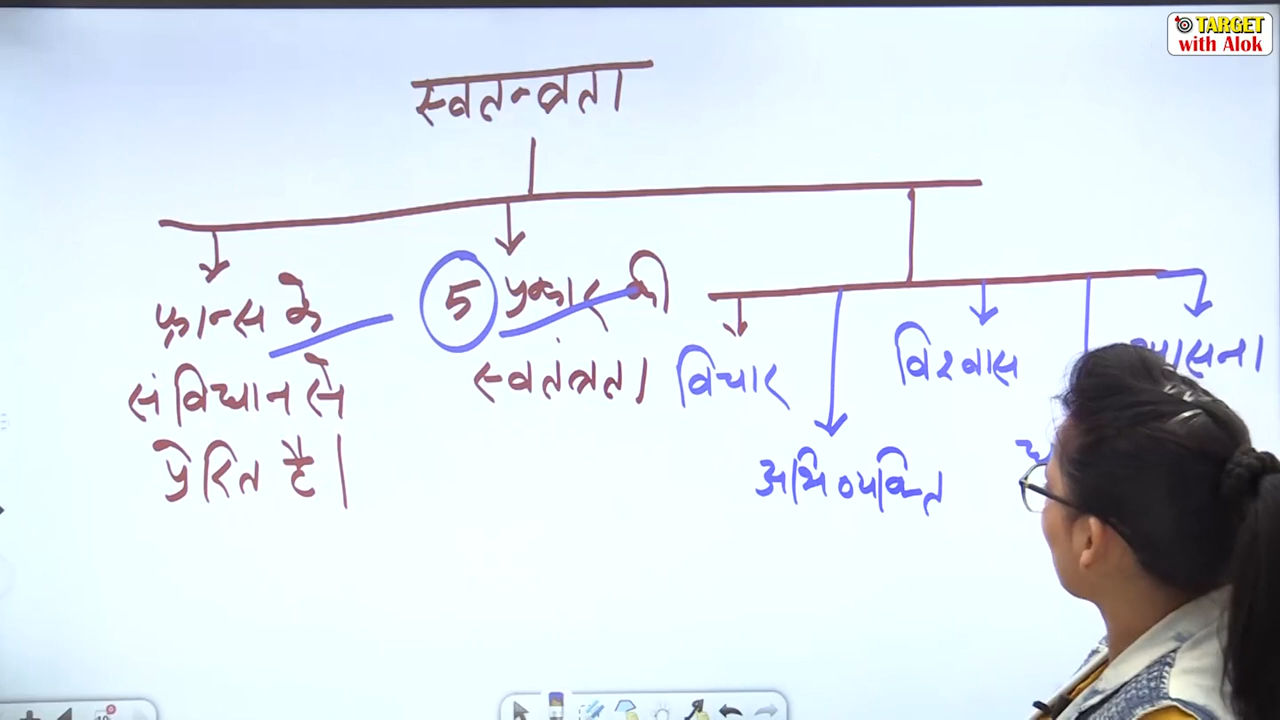 TARGET
with Alok
स्वतन्त्रता
फ्रान्स के
संविधान से
प्रेरित है।
5 प्रकार की
स्वतंत्रता
विचार
अभिव्यक्ति
विश्वास